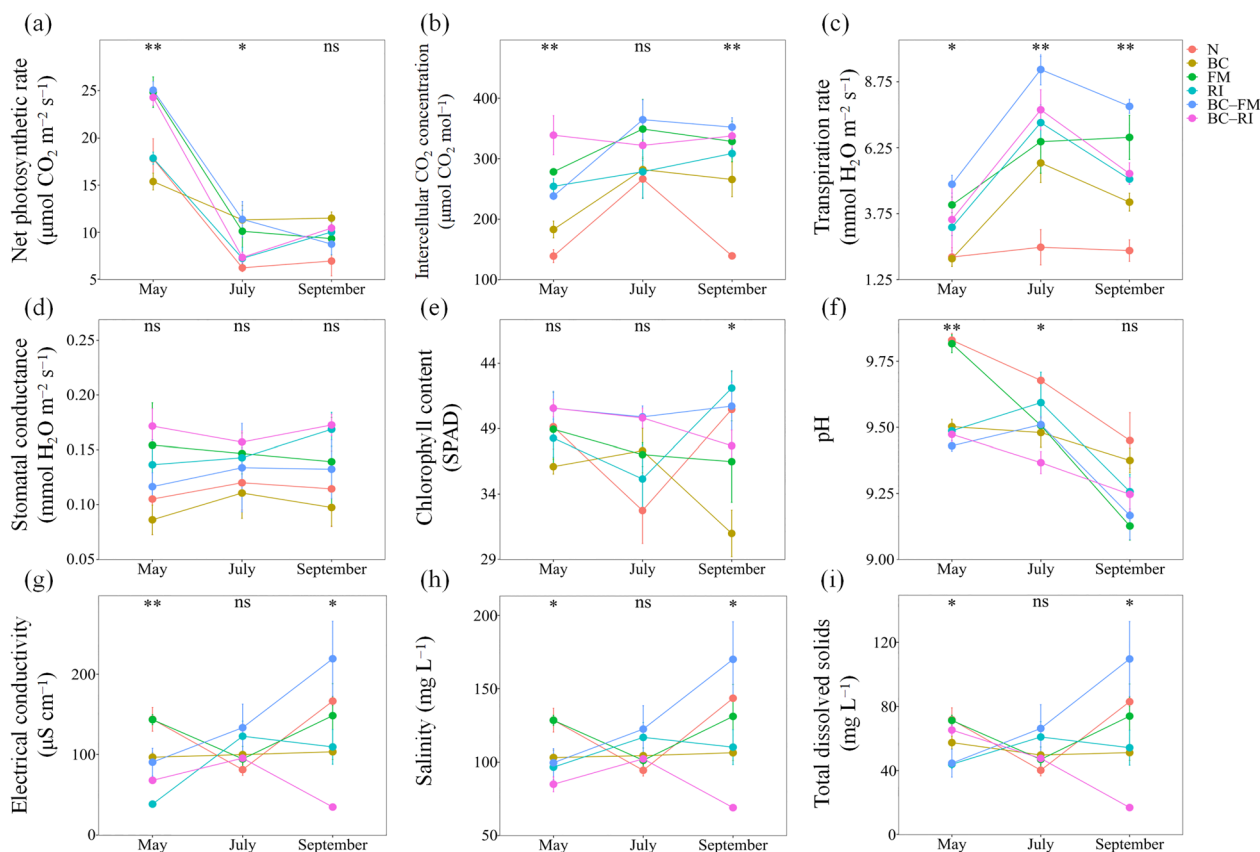 (a)
Net photosynthetic rate
(μmol CO₂ m⁻² s⁻¹)
25
20
15
10
5
** * ns
May July September
(b)
Intercellular CO₂ concentration
(μmol CO₂ mol⁻¹)
400
300
200
100
** ns **
May July September
(c)
Transpiration rate
(mmol H₂O m⁻² s⁻¹)
8.75
6.25
3.75
1.25
* ** **
May July September
N
BC
FM
RI
BC–FM
BC–RI
(d)
Stomatal conductance
(mmol H₂O m⁻² s⁻¹)
0.25
0.20
0.15
0.10
0.05
ns ns ns
May July September
(e)
Chlorophyll content
(SPAD)
44
49
39
34
29
ns ns *
May July September
(f)
pH
9.75
9.50
9.25
9.00
** * ns
May July September
(g)
Electrical conductivity
(μS cm⁻¹)
200
100
0
** ns *
May July September
(h)
Salinity (mg L⁻¹)
200
150
100
50
* ns *
May July September
(i)
Total dissolved solids
(mg L⁻¹)
120
80
40
0
* ns *
May July September